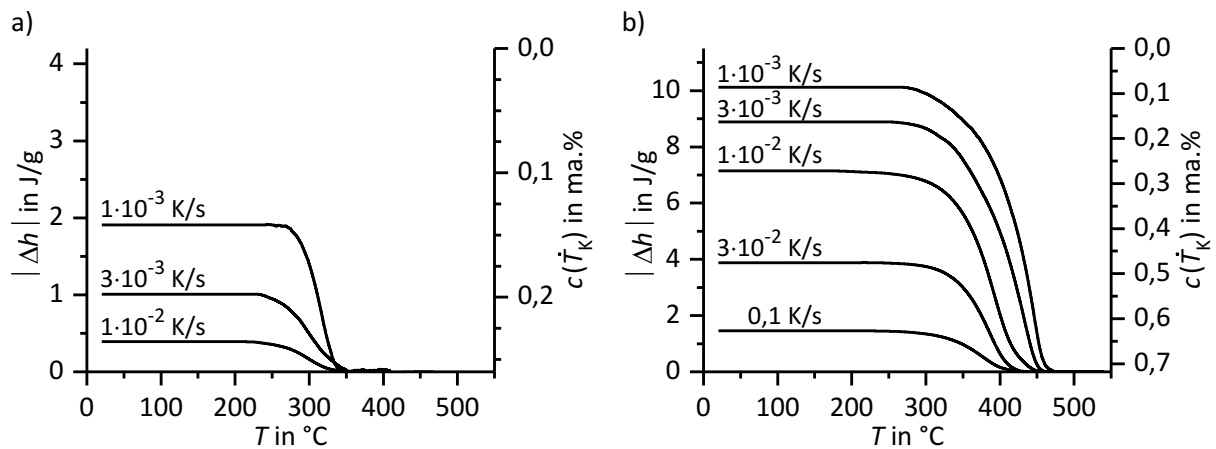 a)
4
3
2
1
0
| Δh | in J/g
1·10⁻³ K/s
3·10⁻³ K/s
1·10⁻² K/s
0,0
0,1
0,2
c(Ṫ_K) in ma.%
0 100 200 300 400 500
T in °C
b)
10
8
6
4
2
0
| Δh | in J/g
1·10⁻³ K/s
3·10⁻³ K/s
1·10⁻² K/s
3·10⁻² K/s
0,1 K/s
0,0
0,1
0,2
0,3
0,4
0,5
0,6
0,7
c(Ṫ_K) in ma.%
0 100 200 300 400 500
T in °C